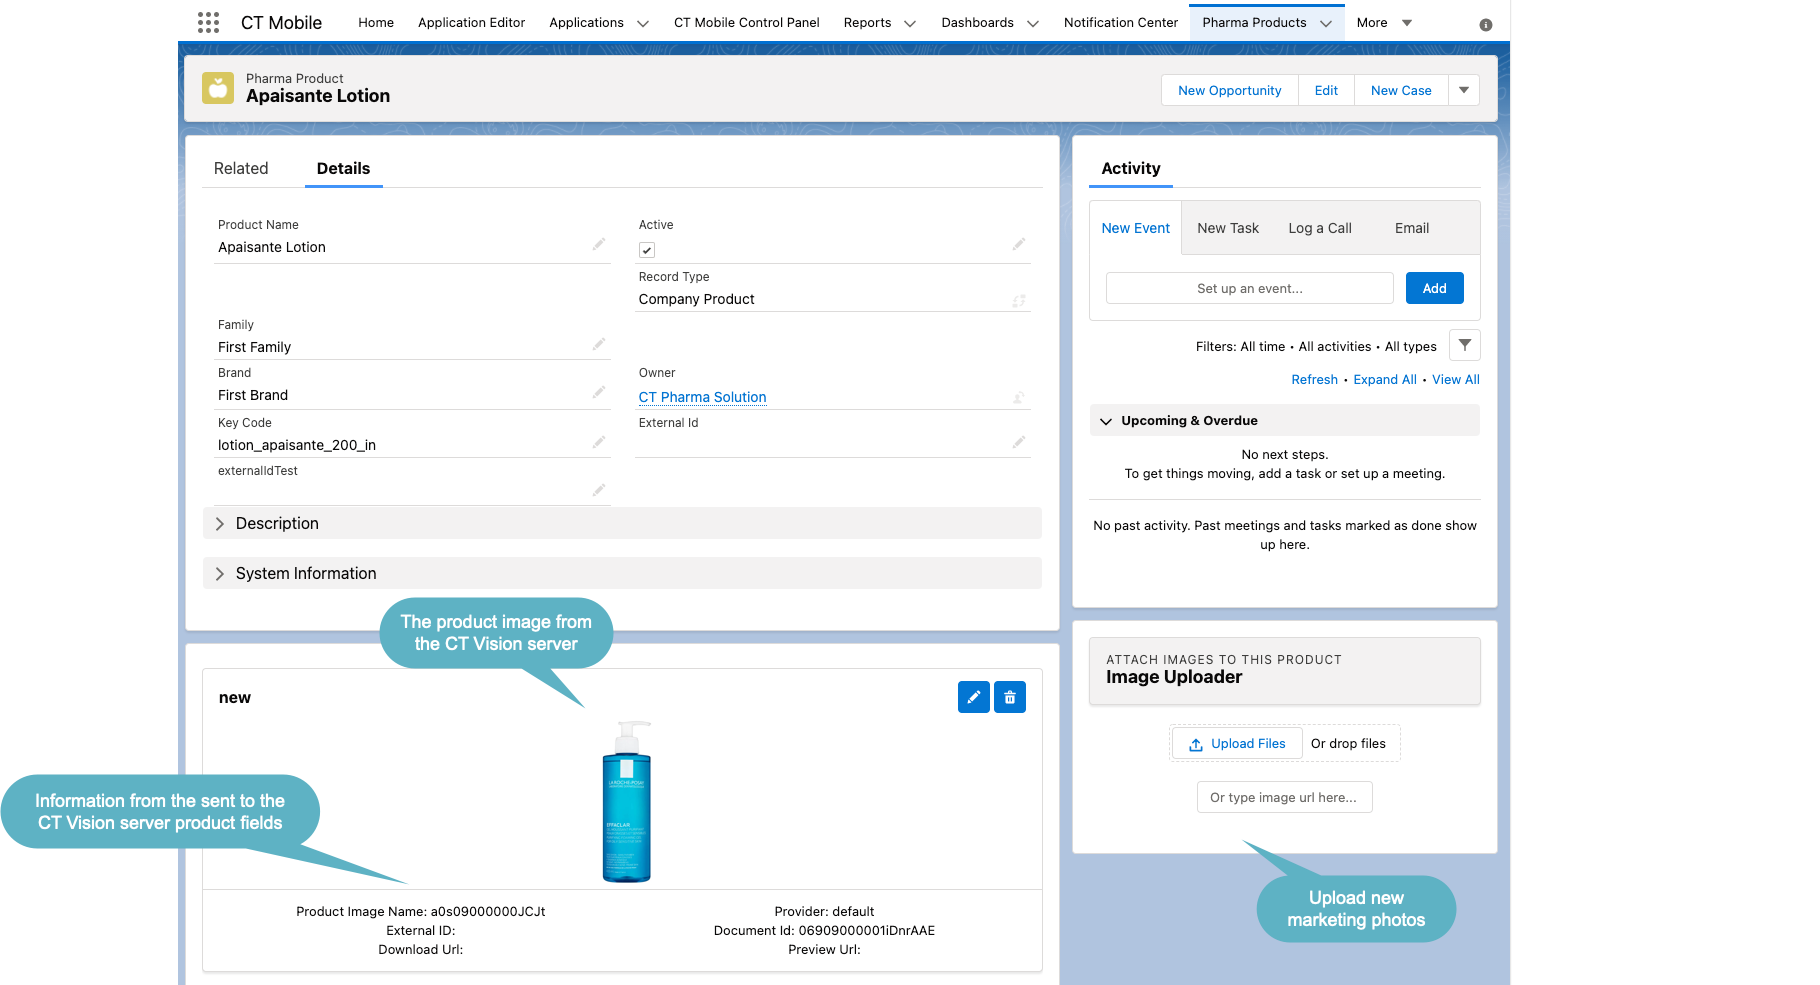 CT Mobile
Home
Application Editor
Applications
CT Mobile Control Panel
Reports
Dashboards
Notification Center
Pharma Products
More
Pharma Product
Apaisante Lotion
New Opportunity
Edit
New Case
Related
Details
Product Name
Apaisante Lotion
Active
Record Type
Company Product
Family
First Family
Brand
First Brand
Owner
CT Pharma Solution
Key Code
lotion_apaisante_200_in
External Id
externalIdTest
Description
System Information
Activity
New Event
New Task
Log a Call
Email
Set up an event...
Add
Filters: All time • All activities • All types
Refresh • Expand All • View All
Upcoming & Overdue
No next steps.
To get things moving, add a task or set up a meeting.
No past activity. Past meetings and tasks marked as done show
up here.
The product image from
the CT Vision server
new
LA ROCHE-POSAY
EFFACLAR
Information from the sent to the
CT Vision server product fields
Product Image Name: a0s09000000JCJt
External ID:
Download Url:
Provider: default
Document Id: 06909000001iDnrAAE
Preview Url:
ATTACH IMAGES TO THIS PRODUCT
Image Uploader
Upload Files
Or drop files
Or type image url here...
Upload new
marketing photos